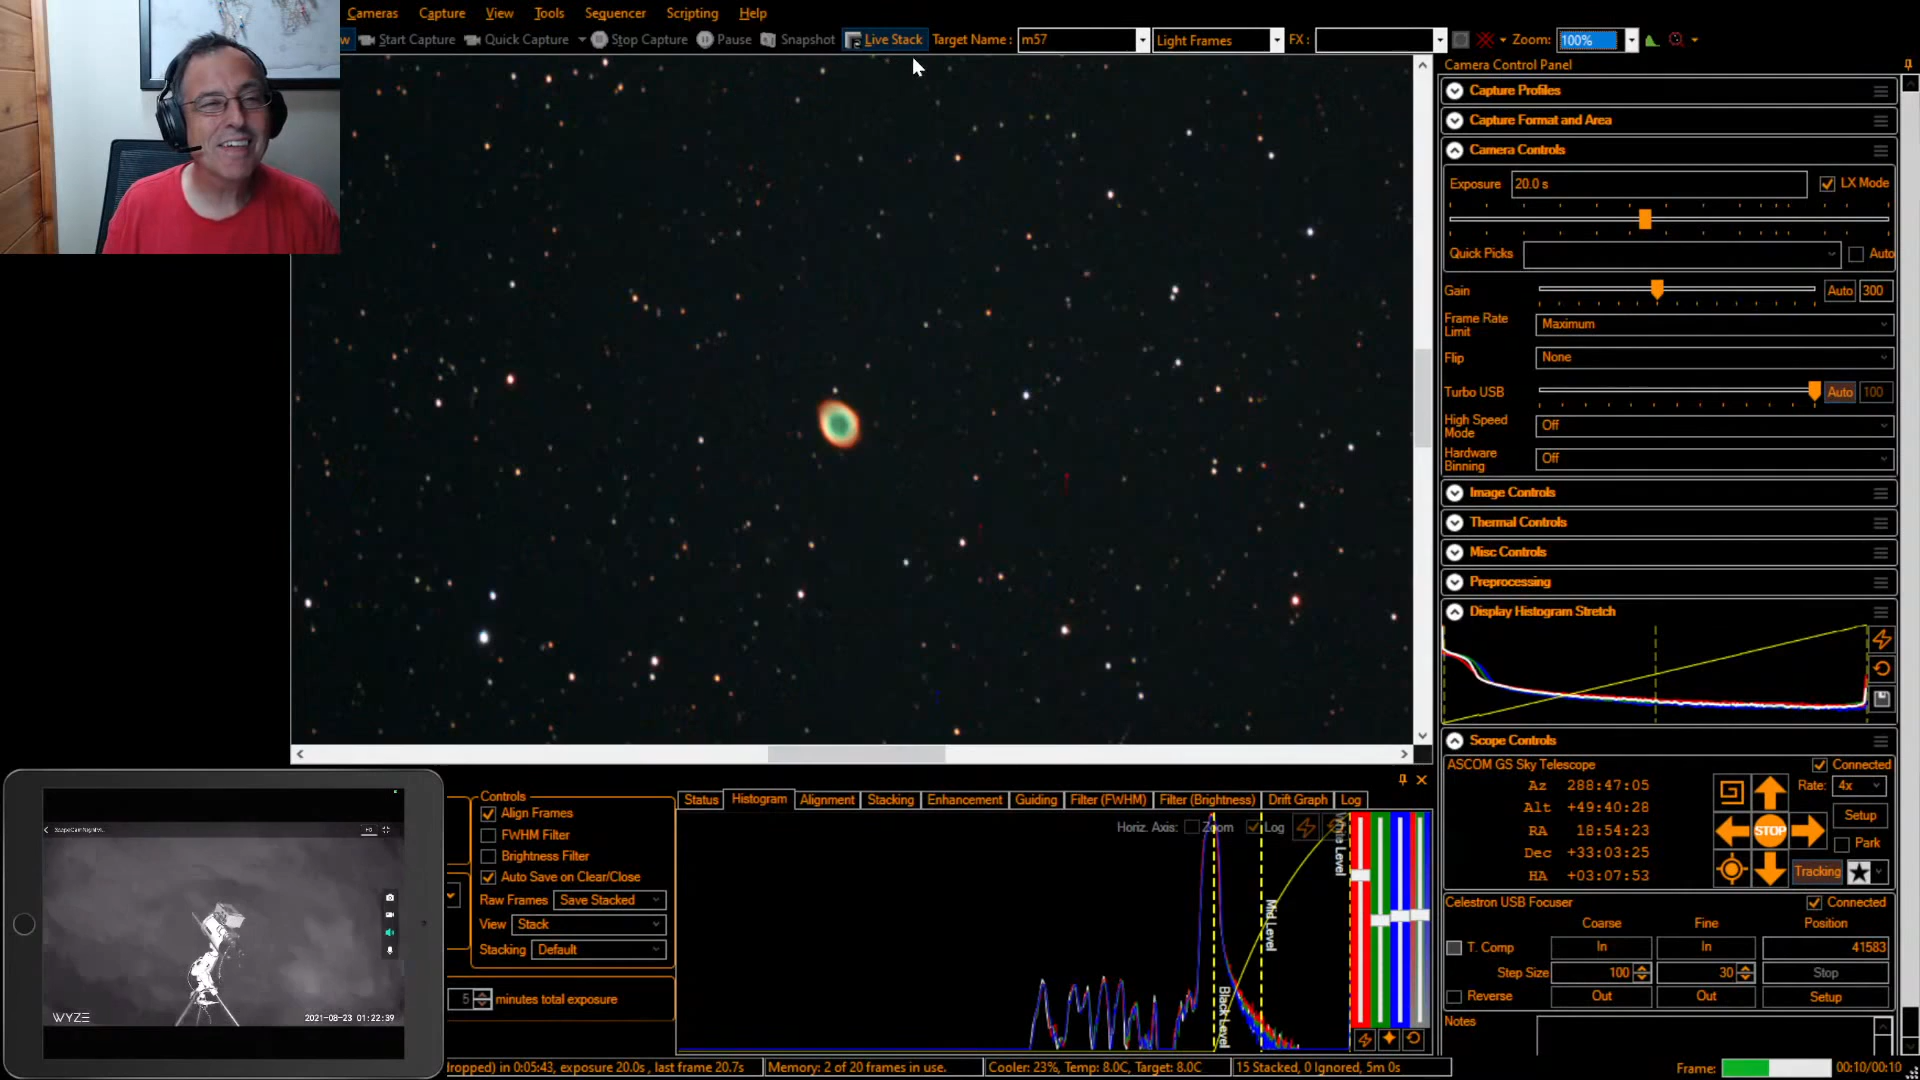 Cameras Capture View Tools Sequencer Scripting Help
Start Capture Quick Capture Stop Capture Pause Snapshot Live Stack Target Name: m57 Light Frames FX: Zoom: 100%
Camera Control Panel
Capture Profiles
Capture Format and Area
Camera Controls
Exposure 20.0 s LX Mode
Quick Picks Auto
Gain Auto 300
Frame Rate Limit Maximum
Flip None
Turbo USB Auto 100
High Speed Mode Off
Hardware Binning Off
Image Controls
Thermal Controls
Misc Controls
Preprocessing
Display Histogram Stretch
Scope Controls
ASCOM GS Sky Telescope Connected
Az 288:47:05 Rate: 4x
Alt +49:40:28 Setup
RA 18:54:23 STOP
Dec +33:03:25 Park
HA +03:07:53 Tracking
Celestron USB Focuser Connected
Coarse Fine Position
T. Comp In In 41583
Step Size 100 30 Stop
Reverse Out Out Setup
Notes
Controls
Align Frames
FWHM Filter
Brightness Filter
Auto Save on Clear/Close
Raw Frames Save Stacked
View Stack
Stacking Default
5 minutes total exposure
Status Histogram Alignment Stacking Enhancement Guiding Filter (FWHM) Filter (Brightness) Drift Graph Log
Horiz. Axis: Zoom Log
Black Level
Mid Level
White Level
WYZE 2021-08-23 01:22:39
ropped) in 0:05:43, exposure 20.0s, last frame 20.7s Memory: 2 of 20 frames in use. Cooler: 23%, Temp: 8.0C, Target: 8.0C 15 Stacked, 0 Ignored, 5m 0s Frame: 00:10/00:10